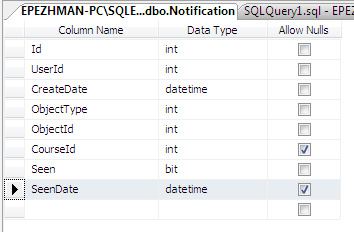 EPEZHMAN-PC\SQLE...dbo.Notification SQLQuery1.sql - EPE
Column Name Data Type Allow Nulls
Id int
UserId int
CreateDate datetime
ObjectType int
ObjectId int
CourseId int
Seen bit
SeenDate datetime